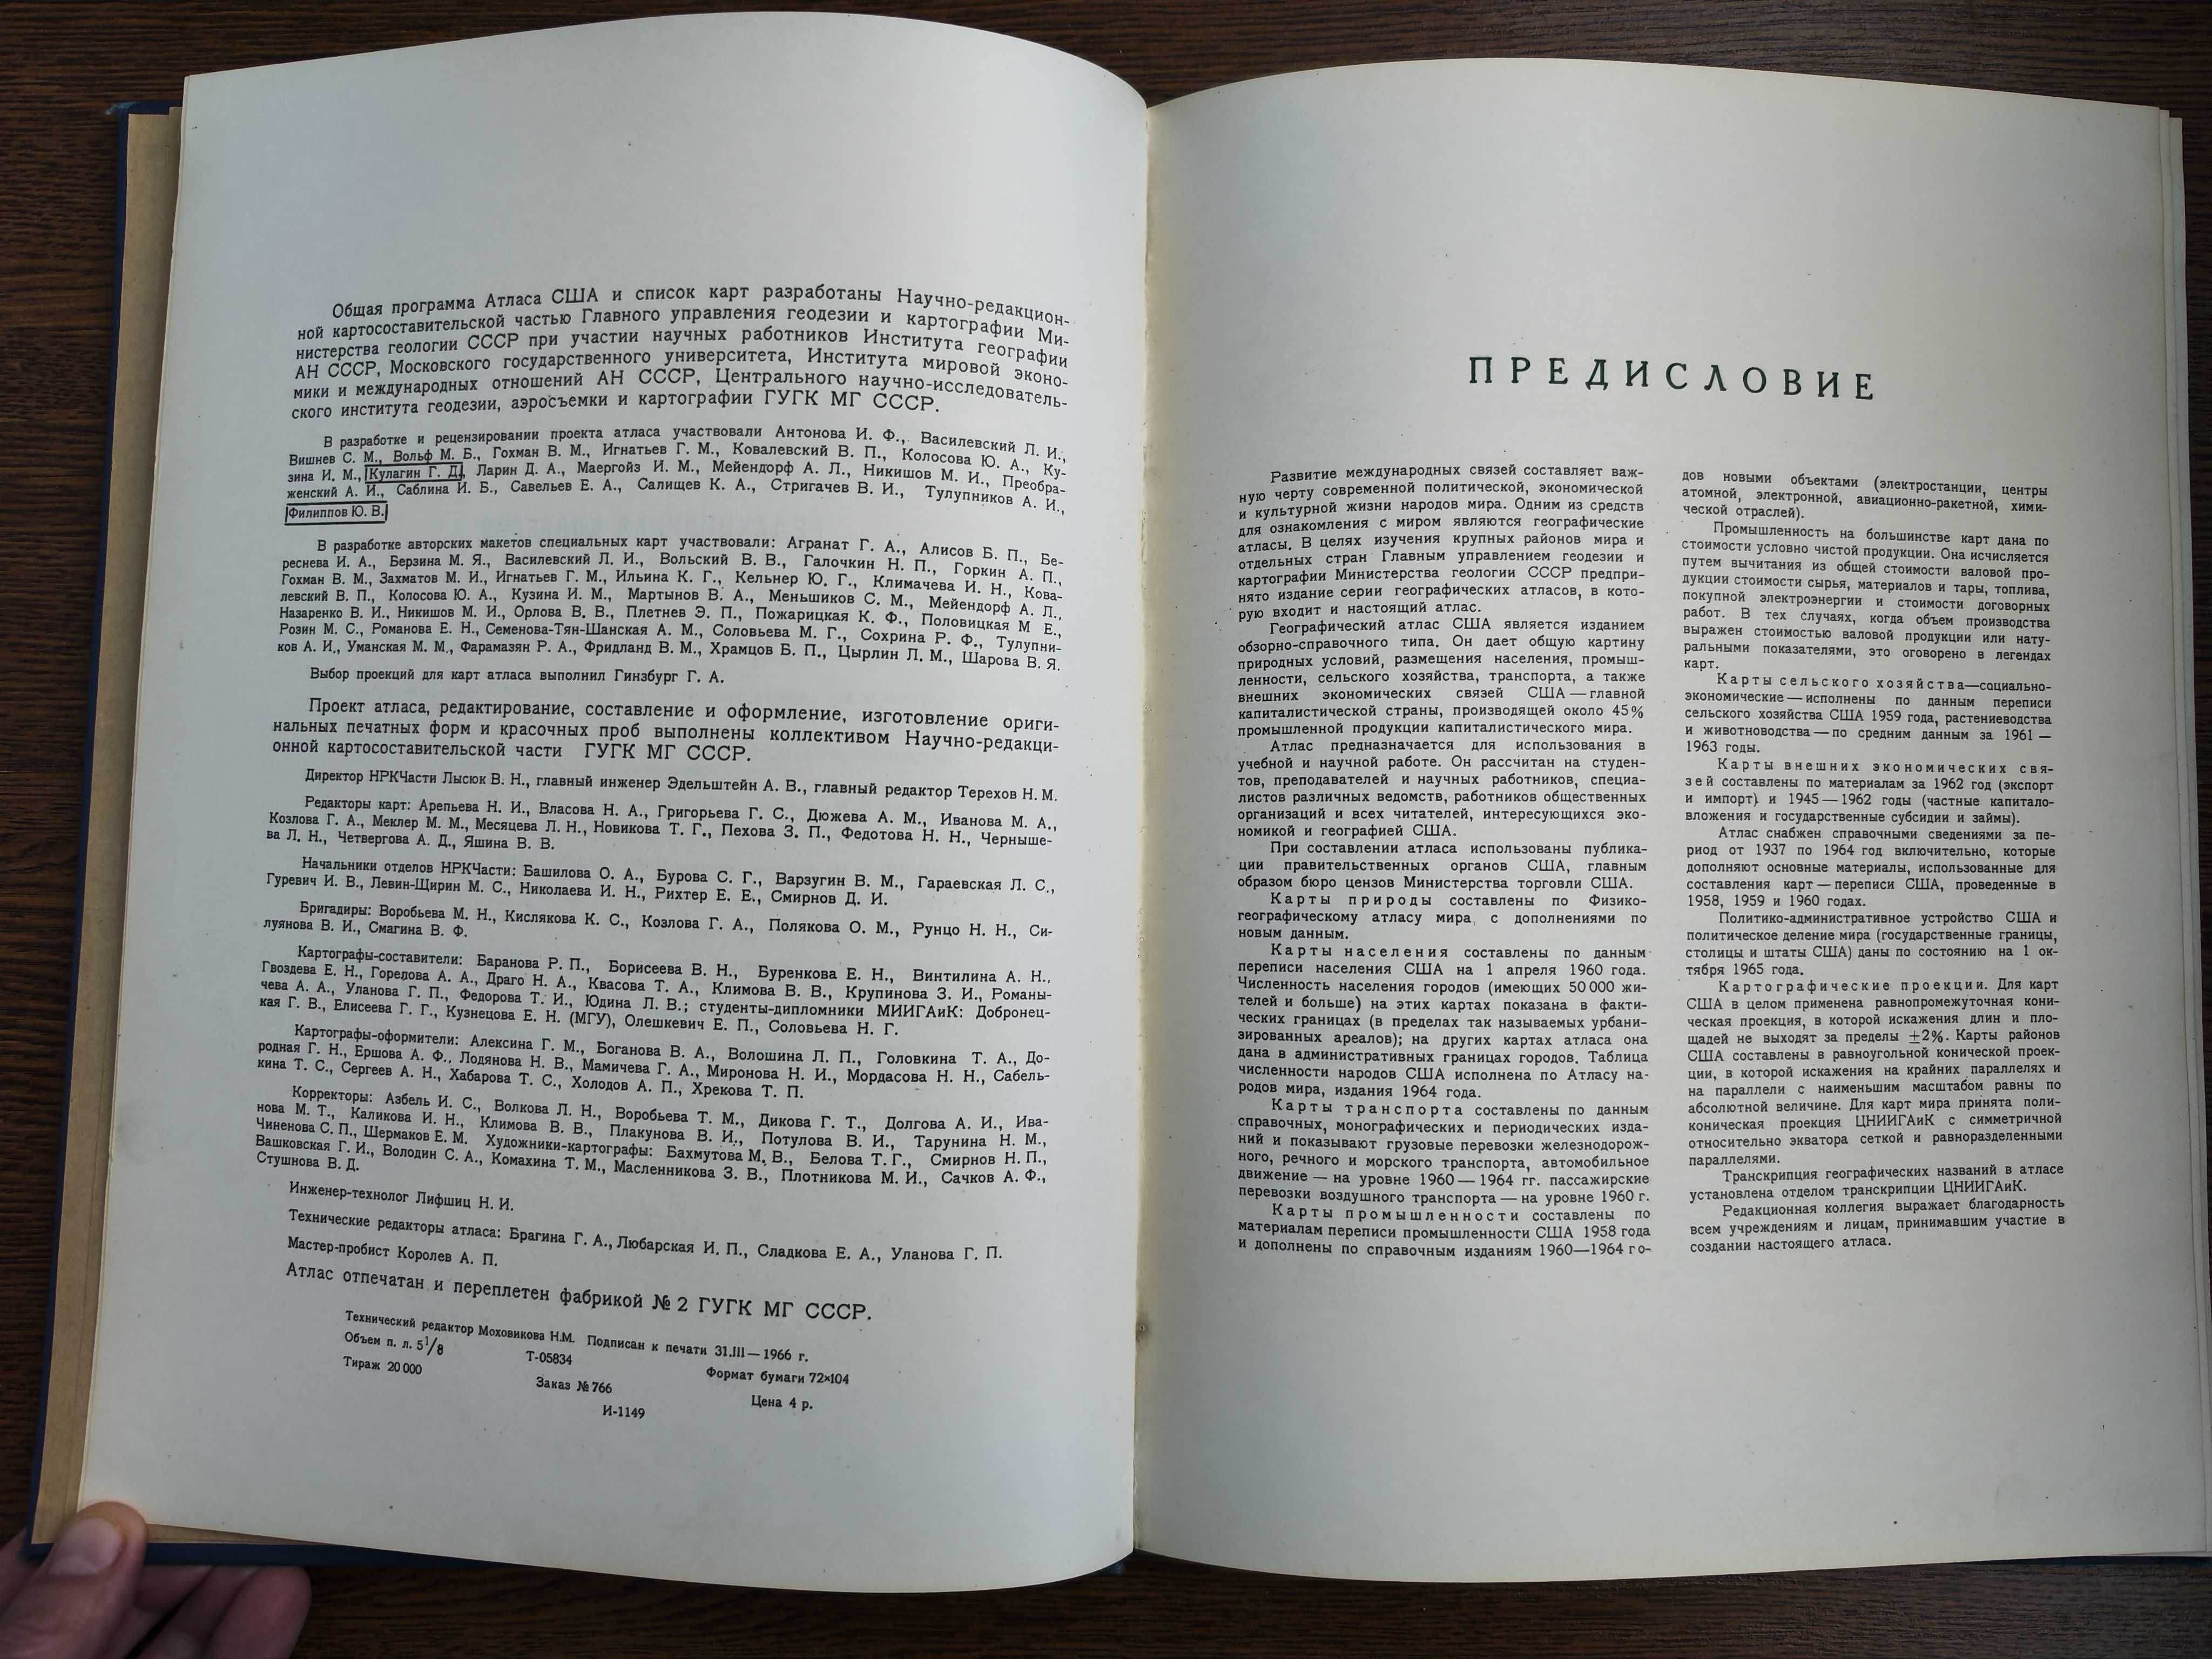 Общая программа Атласа США и список карт разработаны Научно-редакцион-
ной картосоставительской частью Главного управления геодезии и картографии Ми-
нистерства геологии СССР при участии научных работников Института географии
АН СССР, Московского государственного университета, Института мировой эконо-
мики и международных отношений АН СССР, Центрального научно-исследователь-
ского института геодезии, аэросъемки и картографии ГУГК МГ СССР.
В разработке и рецензировании проекта атласа участвовали Антонова И. Ф., Василевский Л. И.,
Вишнев С. М., Вольф М. Б., Гохман В. М., Игнатьев Г. М., Ковалевский В. П., Колосова Ю. А., Ку-
зина И. М., Кулагин Г. Д., Ларин Д. А., Маергойз И. М., Мейендорф А. Л., Никишов М. И., Преобра-
женский А. И., Саблина И. Б., Савельев Е. А., Салищев К. А., Стригачев В. И., Тулупников А. И.,
Филиппов Ю. В.
В разработке авторских макетов специальных карт участвовали: Агранат Г. А., Алисов Б. П., Бе-
реснева И. А., Берзина М. Я., Василевский Л. И., Вольский В. В., Галочкин Н. П., Горкин А. П.,
Гохман В. М., Захматов М. И., Игнатьев Г. М., Ильина К. Г., Кельнер Ю. Г., Климачева И. Н., Кова-
левский В. П., Колосова Ю. А., Кузина И. М., Мартынов В. А., Меньшиков С. М., Мейендорф А. Л.,
Назаренко В. И., Никишов М. И., Орлова В. В., Плетнев Э. П., Пожарицкая К. Ф., Половицкая М Е.,
Розин М. С., Романова Е. Н., Семенова-Тян-Шанская А. М., Соловьева М. Г., Сохрина Р. Ф., Тулупни-
ков А. И., Уманская М. М., Фарамазян Р. А., Фридланд В. М., Храмцов Б. П., Цырлин Л. М., Шарова В. Я.
Выбор проекций для карт атласа выполнил Гинзбург Г. А.
Проект атласа, редактирование, составление и оформление, изготовление ориги-
нальных печатных форм и красочных проб выполнены коллективом Научно-редакци-
онной картосоставительской части ГУГК МГ СССР.
Директор НРКЧасти Лысюк В. Н., главный инженер Эдельштейн А. В., главный редактор Терехов Н. М.
Редакторы карт: Арепьева Н. И., Власова Н. А., Григорьева Г. С., Дюжева А. М., Иванова М. А.,
Козлова Г. А., Меклер М. М., Месяцева Л. Н., Новикова Т. Г., Пехова З. П., Федотова Н. Н., Черныше-
ва Л. Н., Четвергова А. Д., Яшина В. В.
Начальники отделов НРКЧасти: Башилова О. А., Бурова С. Г., Варзугин В. М., Гараевская Л. С.,
Гуревич И. В., Левин-Щирин М. С., Николаева И. Н., Рихтер Е. Е., Смирнов Д. И.
Бригадиры: Воробьева М. Н., Кислякова К. С., Козлова Г. А., Полякова О. М., Рунцо Н. Н., Си-
луянова В. И., Смагина В. Ф.
Картографы-составители: Баранова Р. П., Борисеева В. Н., Буренкова Е. Н., Винтилина А. Н.,
Гвоздева Е. Н., Горелова А. А., Драго Н. А., Квасова Т. А., Климова В. В., Крупинова З. И., Романы-
чева А. А., Уланова Г. П., Федорова Т. И., Юдина Л. В.; студенты-дипломники МИИГАиК: Добронец-
кая Г. В., Елисеева Г. Г., Кузнецова Е. Н. (МГУ), Олешкевич Е. П., Соловьева Н. Г.
Картографы-оформители: Алексина Г. М., Боганова В. А., Волошина Л. П., Головкина Т. А., До-
родная Г. Н., Ершова А. Ф., Лодянова Н. В., Мамичева Г. А., Миронова Н. И., Мордасова Н. Н., Сабель-
кина Т. С., Сергеев А. Н., Хабарова Т. С., Холодов А. П., Хрекова Т. П.
Корректоры: Азбель И. С., Волкова Л. Н., Воробьева Т. М., Дикова Г. Т., Долгова А. И., Ива-
нова М. Т., Каликова И. Н., Климова В. В., Плакунова В. И., Потулова В. И., Тарунина Н. М.,
Чиненова С. П., Шермаков Е. М. Художники-картографы: Бахмутова М. В., Белова Т. Г., Смирнов Н. П.,
Вашковская Г. И., Володин С. А., Комахина Т. М., Масленникова З. В., Плотникова М. И., Сачков А. Ф.,
Стушнова В. Д.
Инженер-технолог Лифшиц Н. И.
Технические редакторы атласа: Брагина Г. А., Любарская И. П., Сладкова Е. А., Уланова Г. П.
Мастер-пробист Королев А. П.
Атлас отпечатан и переплетен фабрикой № 2 ГУГК МГ СССР.
Технический редактор Моховикова Н.М. Подписан к печати 31.III—1966 г.
Объем п. л. 5 1/8 Т-05834 Формат бумаги 72×104
Тираж 20 000 Заказ № 766 Цена 4 р.
И-1149
ПРЕДИСЛОВИЕ
Развитие международных связей составляет важ-
ную черту современной политической, экономической
и культурной жизни народов мира. Одним из средств
для ознакомления с миром являются географические
атласы. В целях изучения крупных районов мира и
отдельных стран Главным управлением геодезии и
картографии Министерства геологии СССР предпри-
нято издание серии географических атласов, в кото-
рую входит и настоящий атлас.
Географический атлас США является изданием
обзорно-справочного типа. Он дает общую картину
природных условий, размещения населения, промыш-
ленности, сельского хозяйства, транспорта, а также
внешних экономических связей США — главной
капиталистической страны, производящей около 45%
промышленной продукции капиталистического мира.
Атлас предназначается для использования в
учебной и научной работе. Он рассчитан на студен-
тов, преподавателей и научных работников, специа-
листов различных ведомств, работников общественных
организаций и всех читателей, интересующихся эко-
номикой и географией США.
При составлении атласа использованы публика-
ции правительственных органов США, главным
образом бюро цензов Министерства торговли США.
Карты природы составлены по Физико-
географическому атласу мира, с дополнениями по
новым данным.
Карты населения составлены по данным
переписи населения США на 1 апреля 1960 года.
Численность населения городов (имеющих 50 000 жи-
телей и больше) на этих картах показана в факти-
ческих границах (в пределах так называемых урбани-
зированных ареалов); на других картах атласа она
дана в административных границах городов. Таблица
численности народов США исполнена по Атласу на-
родов мира, издания 1964 года.
Карты транспорта составлены по данным
справочных, монографических и периодических изда-
ний и показывают грузовые перевозки железнодорож-
ного, речного и морского транспорта, автомобильное
движение — на уровне 1960 — 1964 гг. пассажирские
перевозки воздушного транспорта — на уровне 1960 г.
Карты промышленности составлены по
материалам переписи промышленности США 1958 года
и дополнены по справочным изданиям 1960—1964 го-
дов новыми объектами (электростанции, центры
атомной, электронной, авиационно-ракетной, хими-
ческой отраслей).
Промышленность на большинстве карт дана по
стоимости условно чистой продукции. Она исчисляется
путем вычитания из общей стоимости валовой про-
дукции стоимости сырья, материалов и тары, топлива,
покупной электроэнергии и стоимости договорных
работ. В тех случаях, когда объем производства
выражен стоимостью валовой продукции или нату-
ральными показателями, это оговорено в легендах
карт.
Карты сельского хозяйства—социально-
экономические — исполнены по данным переписи
сельского хозяйства США 1959 года, растениеводства
и животноводства — по средним данным за 1961 —
1963 годы.
Карты внешних экономических свя-
зей составлены по материалам за 1962 год (экспорт
и импорт) и 1945 — 1962 годы (частные капитало-
вложения и государственные субсидии и займы).
Атлас снабжен справочными сведениями за пе-
риод от 1937 по 1964 год включительно, которые
дополняют основные материалы, использованные для
составления карт — переписи США, проведенные в
1958, 1959 и 1960 годах.
Политико-административное устройство США и
политическое деление мира (государственные границы,
столицы и штаты США) даны по состоянию на 1 ок-
тября 1965 года.
Картографические проекции. Для карт
США в целом применена равнопромежуточная кони-
ческая проекция, в которой искажения длин и пло-
щадей не выходят за пределы ±2%. Карты районов
США составлены в равноугольной конической проек-
ции, в которой искажения на крайних параллелях и
на параллели с наименьшим масштабом равны по
абсолютной величине. Для карт мира принята поли-
коническая проекция ЦНИИГАиК с симметричной
относительно экватора сеткой и равноразделенными
параллелями.
Транскрипция географических названий в атласе
установлена отделом транскрипции ЦНИИГАиК.
Редакционная коллегия выражает благодарность
всем учреждениям и лицам, принимавшим участие в
создании настоящего атласа.